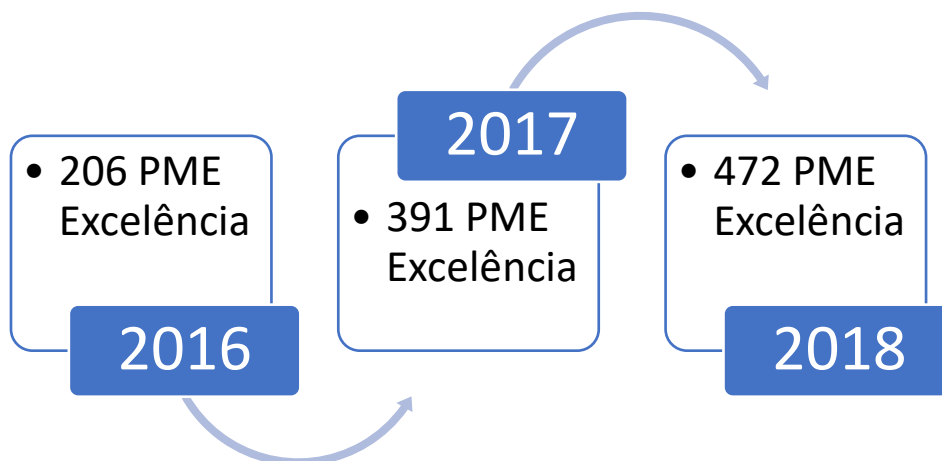 • 206 PME
Excelência
2016
2017
• 391 PME
Excelência
• 472 PME
Excelência
2018